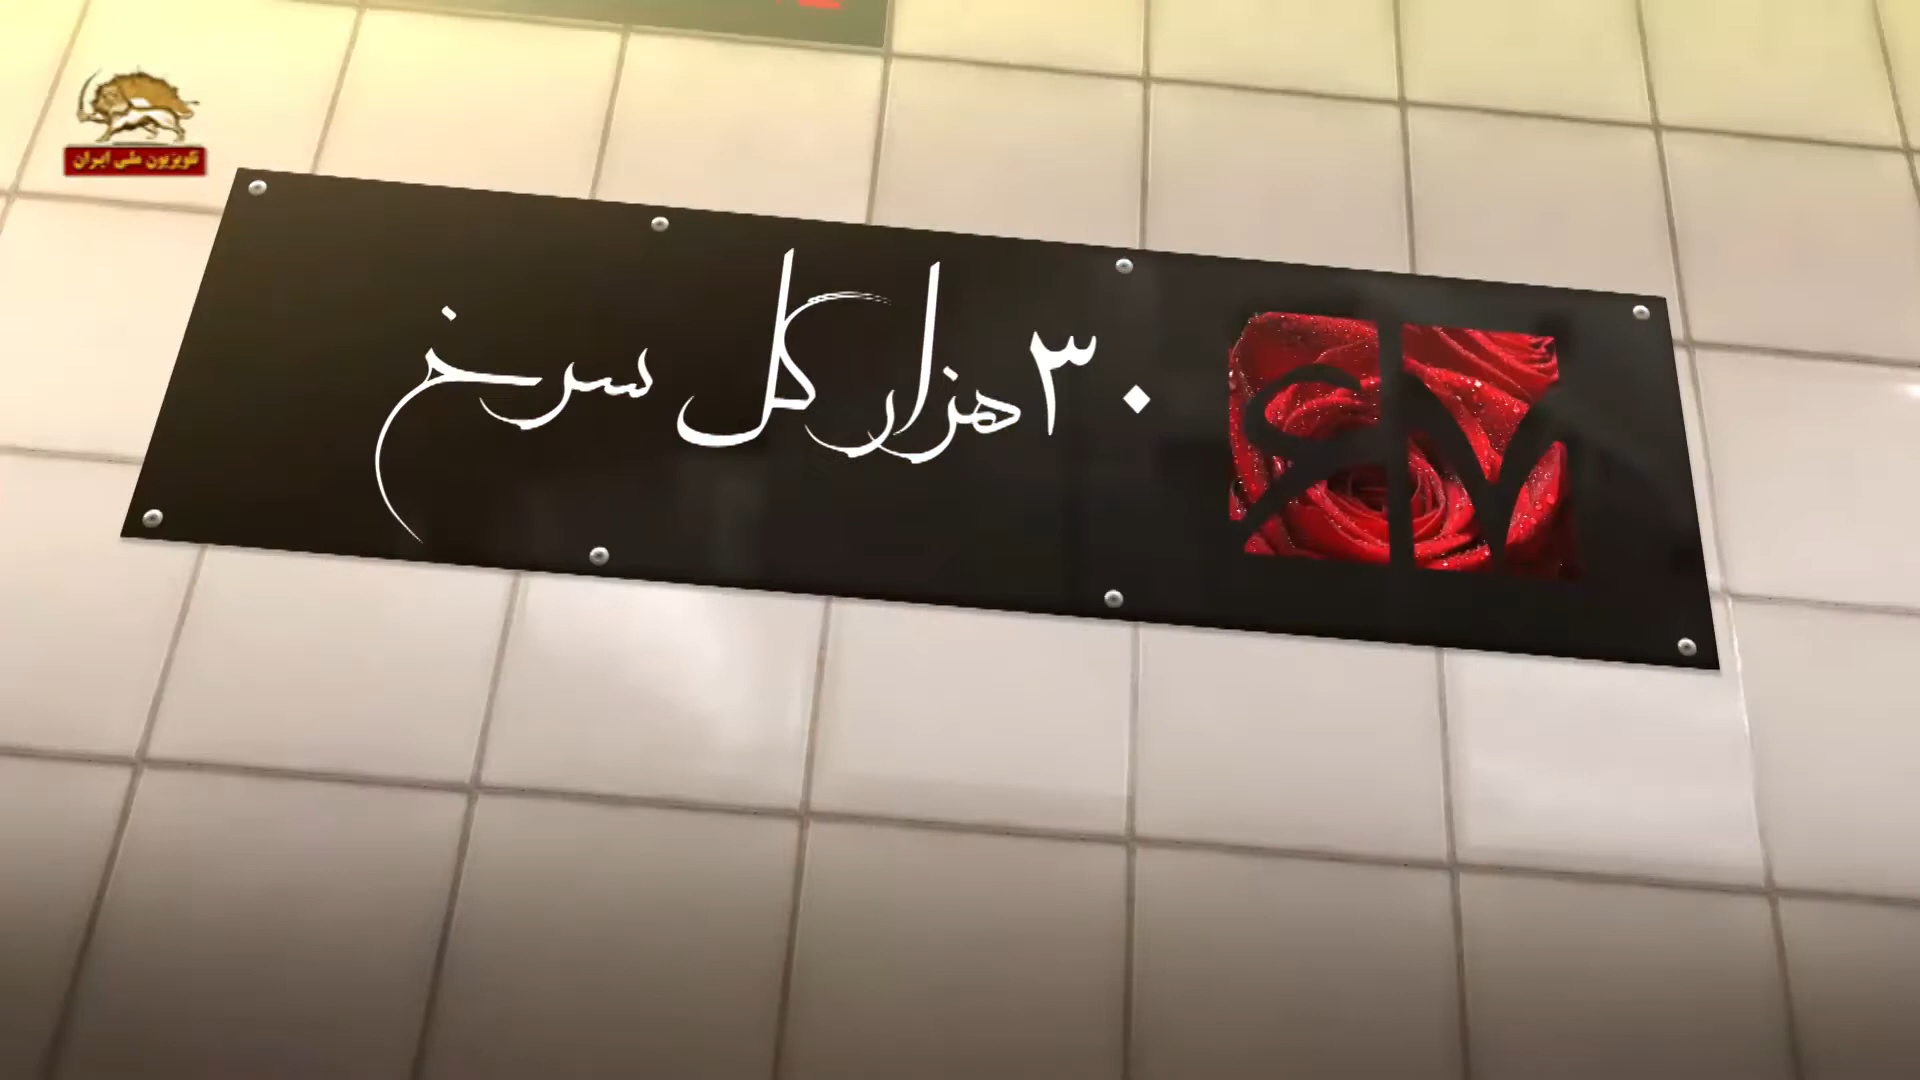 تلویزیون ملی ایران
۳۰ هزار گل سرخ
۶۷